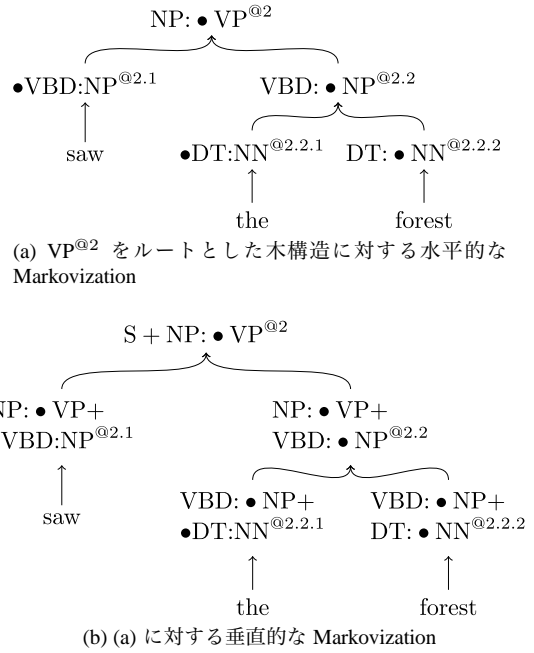 NP: • VP@2
•VBD:NP@2.1 VBD: • NP@2.2
saw •DT:NN@2.2.1 DT: • NN@2.2.2
the forest
(a) VP@2 をルートとした木構造に対する水平的な
Markovization
S + NP: • VP@2
NP: • VP+ NP: • VP+
VBD:NP@2.1 VBD: • NP@2.2
VBD: • NP+ VBD: • NP+
saw •DT:NN@2.2.1 DT: • NN@2.2.2
the forest
(b) (a) に対する垂直的な Markovization